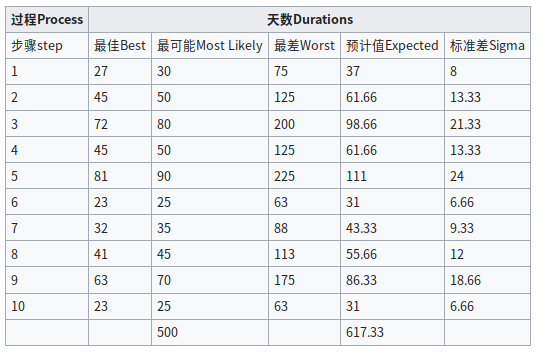 过程Process 天数Durations
步骤step 最佳Best 最可能Most Likely 最差Worst 预计值Expected 标准差Sigma
1 27 30 75 37 8
2 45 50 125 61.66 13.33
3 72 80 200 98.66 21.33
4 45 50 125 61.66 13.33
5 81 90 225 111 24
6 23 25 63 31 6.66
7 32 35 88 43.33 9.33
8 41 45 113 55.66 12
9 63 70 175 86.33 18.66
10 23 25 63 31 6.66
500 617.33